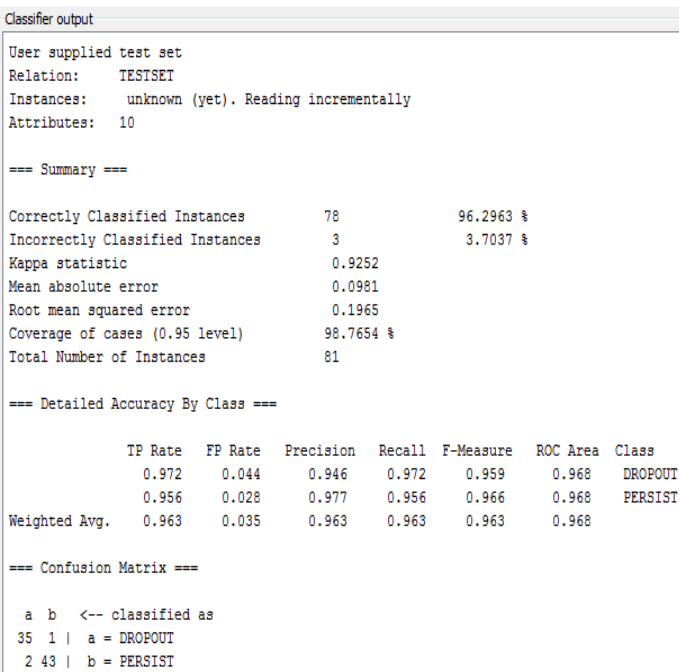 Classifier output
User supplied test set
Relation: TESTSET
Instances: unknown (yet). Reading incrementally
Attributes: 10
=== Summary ===
Correctly Classified Instances 78 96.2963 %
Incorrectly Classified Instances 3 3.7037 %
Kappa statistic 0.9252
Mean absolute error 0.0981
Root mean squared error 0.1965
Coverage of cases (0.95 level) 98.7654 %
Total Number of Instances 81
=== Detailed Accuracy By Class ===
TP Rate FP Rate Precision Recall F-Measure ROC Area Class
0.972 0.044 0.946 0.972 0.959 0.968 DROPOUT
0.956 0.028 0.977 0.956 0.966 0.968 PERSIST
Weighted Avg. 0.963 0.035 0.963 0.963 0.963 0.968
=== Confusion Matrix ===
a b <-- classified as
35 1 | a = DROPOUT
2 43 | b = PERSIST